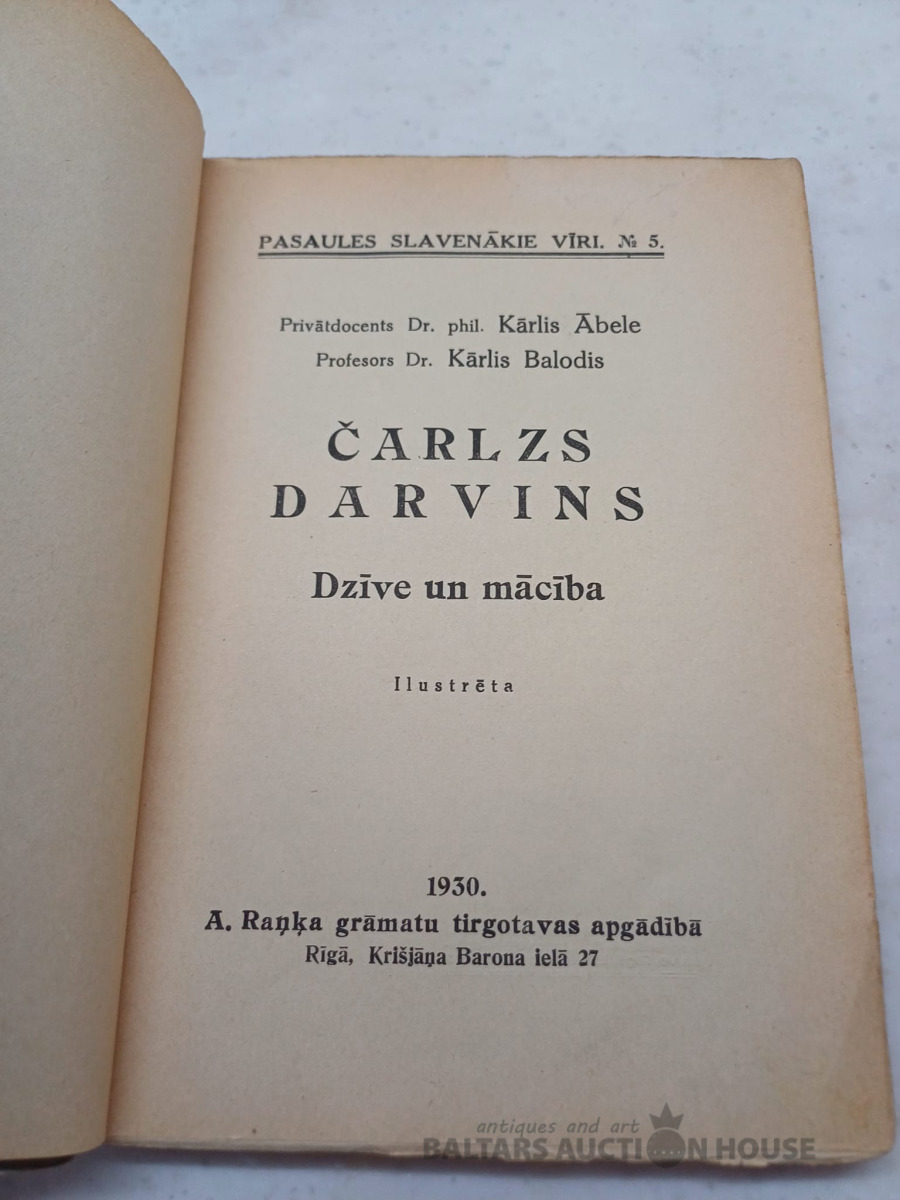 PASAULES SLAVENĀKIE VĪRI. № 5.
Privātdocents Dr. phil. Kārlis Ābele
Profesors Dr. Kārlis Balodis
ČARLZS
DARVINS
Dzīve un mācība
Ilustrēta
1930.
A. Raņķa grāmatu tirgotavas apgādībā
Rīgā, Krišjāņa Barona ielā 27
antiques and art
BALTARS AUCTION HOUSE